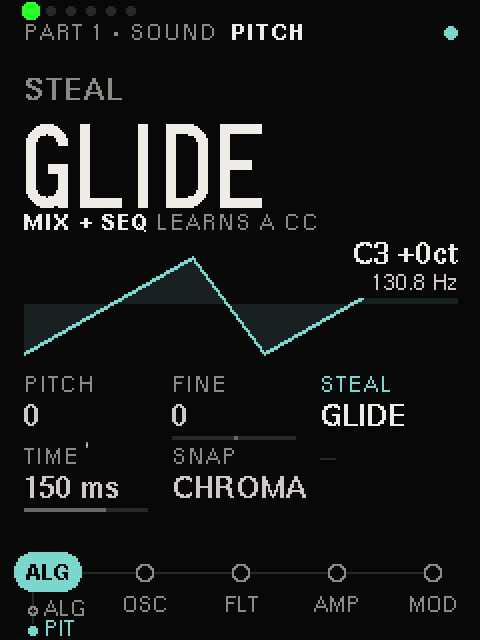 PART 1 · SOUND PITCH
STEAL
GLIDE
MIX + SEQ LEARNS A CC
C3 +0ct
130.8 Hz
PITCH FINE STEAL
0 0 GLIDE
TIME ' SNAP —
150 ms CHROMA
ALG
OSC FLT AMP MOD
ALG
PIT